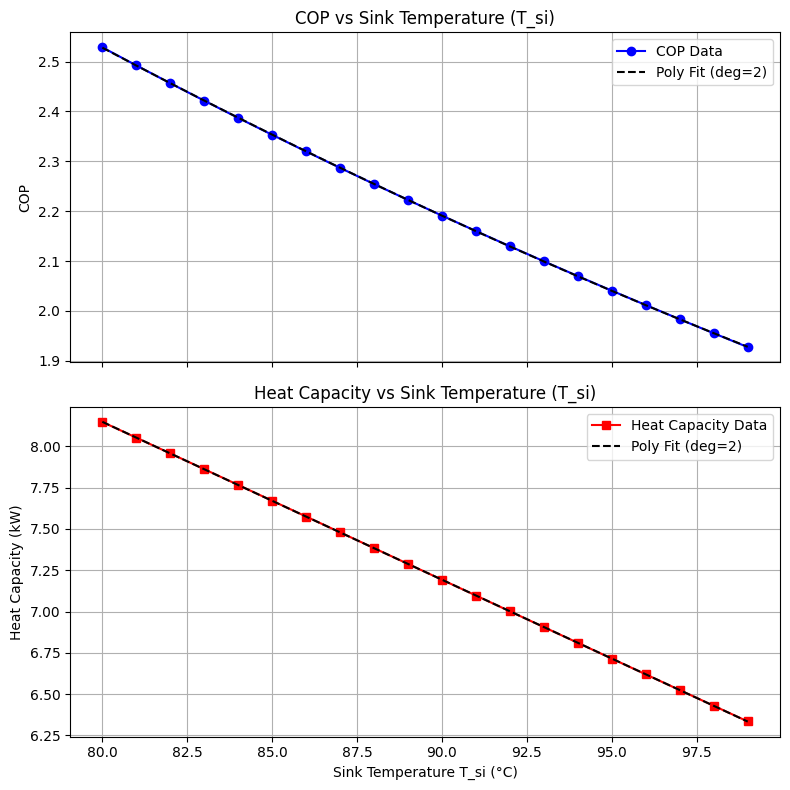 COP vs Sink Temperature (T_si)
COP Data
Poly Fit (deg=2)
2.5
2.4
2.3
2.2
2.1
2.0
1.9
COP
Heat Capacity vs Sink Temperature (T_si)
Heat Capacity Data
Poly Fit (deg=2)
8.00
7.75
7.50
7.25
7.00
6.75
6.50
6.25
Heat Capacity (kW)
80.0 82.5 85.0 87.5 90.0 92.5 95.0 97.5
Sink Temperature T_si (°C)